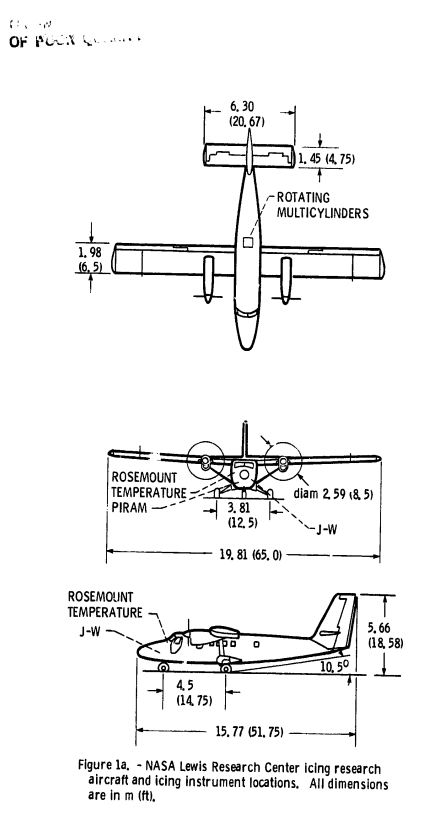 OF POOR QUALITY
6.30
(20.67)
1.45 (4.75)
ROTATING
MULTICYLINDERS
1.98
(6.5)
ROSEMOUNT
TEMPERATURE
PIRAM
diam 2.59 (8.5)
3.81
(12.5)
J-W
19.81 (65.0)
ROSEMOUNT
TEMPERATURE
J-W
5.66
(18.58)
10.5⁰
4.5
(14.75)
15.77 (51.75)
Figure 1a. - NASA Lewis Research Center icing research
aircraft and icing instrument locations. All dimensions
are in m (ft).